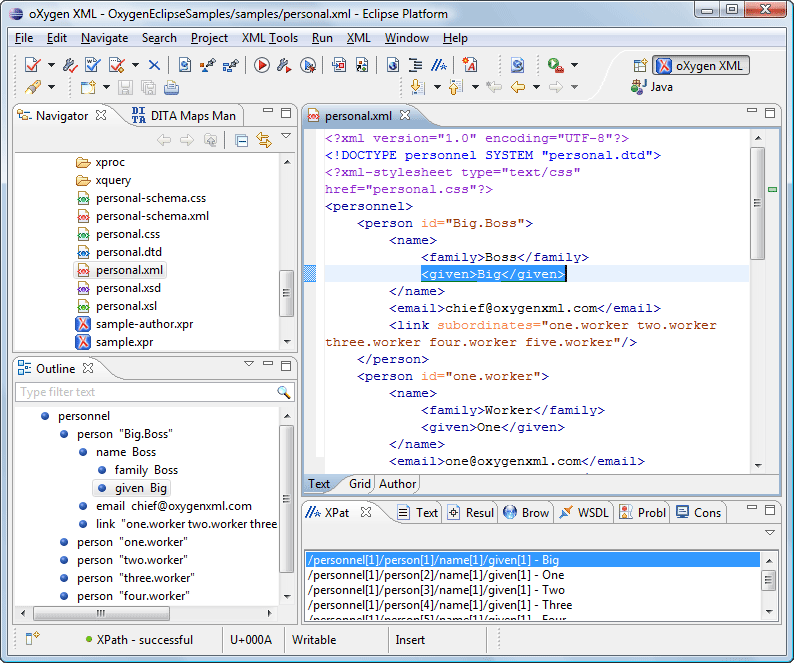 oXygen XML - OxygenEclipseSamples/samples/personal.xml - Eclipse Platform
File Edit Navigate Search Project XML Tools Run XML Window Help
oXygen XML
Java
Navigator DITA Maps Man
xproc
xquery
personal-schema.css
personal-schema.xml
personal.css
personal.dtd
personal.xml
personal.xsd
personal.xsl
sample-author.xpr
sample.xpr
Outline
Type filter text
personnel
person "Big.Boss"
name Boss
family Boss
given Big
email chief@oxygenxml.com
link "one.worker two.worker three
person "one.worker"
person "two.worker"
person "three.worker"
person "four.worker"
personal.xml
<?xml version="1.0" encoding="UTF-8"?>
<!DOCTYPE personnel SYSTEM "personal.dtd">
<?xml-stylesheet type="text/css"
href="personal.css"?>
<personnel>
<person id="Big.Boss">
<name>
<family>Boss</family>
<given>Big</given>
</name>
<email>chief@oxygenxml.com</email>
<link subordinates="one.worker two.worker
three.worker four.worker five.worker"/>
</person>
<person id="one.worker">
<name>
<family>Worker</family>
<given>One</given>
</name>
<email>one@oxygenxml.com</email>
Text Grid Author
XPat Text Resul Brow WSDL Probl Cons
/personnel[1]/person[1]/name[1]/given[1] - Big
/personnel[1]/person[2]/name[1]/given[1] - One
/personnel[1]/person[3]/name[1]/given[1] - Two
/personnel[1]/person[4]/name[1]/given[1] - Three
/personnel[1]/person[5]/name[1]/given[1] - Four
XPath - successful U+000A Writable Insert